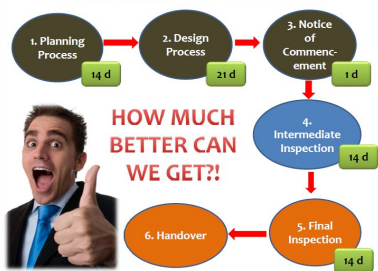 1. Planning
Process
14 d
2. Design
Process
21 d
3. Notice
of
Commenc-
ement
1 d
HOW MUCH
BETTER CAN
WE GET?!
4.
Intermediate
Inspection
14 d
5. Final
Inspection
14 d
6. Handover